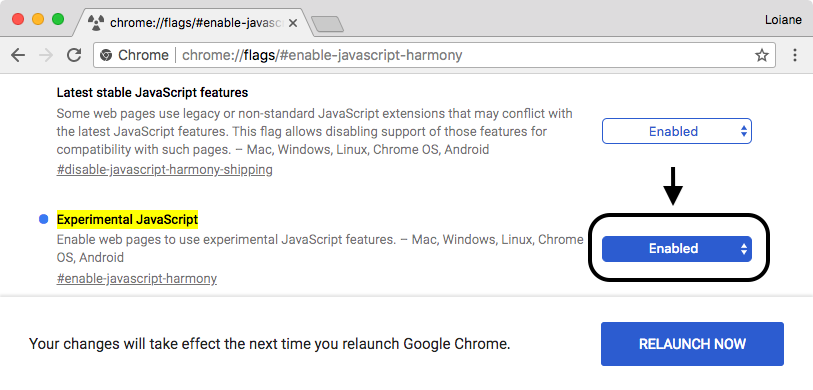 chrome://flags/#enable-javasc
Loiane
Chrome chrome://flags/#enable-javascript-harmony
Latest stable JavaScript features
Some web pages use legacy or non-standard JavaScript extensions that may conflict with
the latest JavaScript features. This flag allows disabling support of those features for
compatibility with such pages. – Mac, Windows, Linux, Chrome OS, Android
#disable-javascript-harmony-shipping
Enabled
Experimental JavaScript
Enable web pages to use experimental JavaScript features. – Mac, Windows, Linux, Chrome
OS, Android
#enable-javascript-harmony
Enabled
Your changes will take effect the next time you relaunch Google Chrome.
RELAUNCH NOW